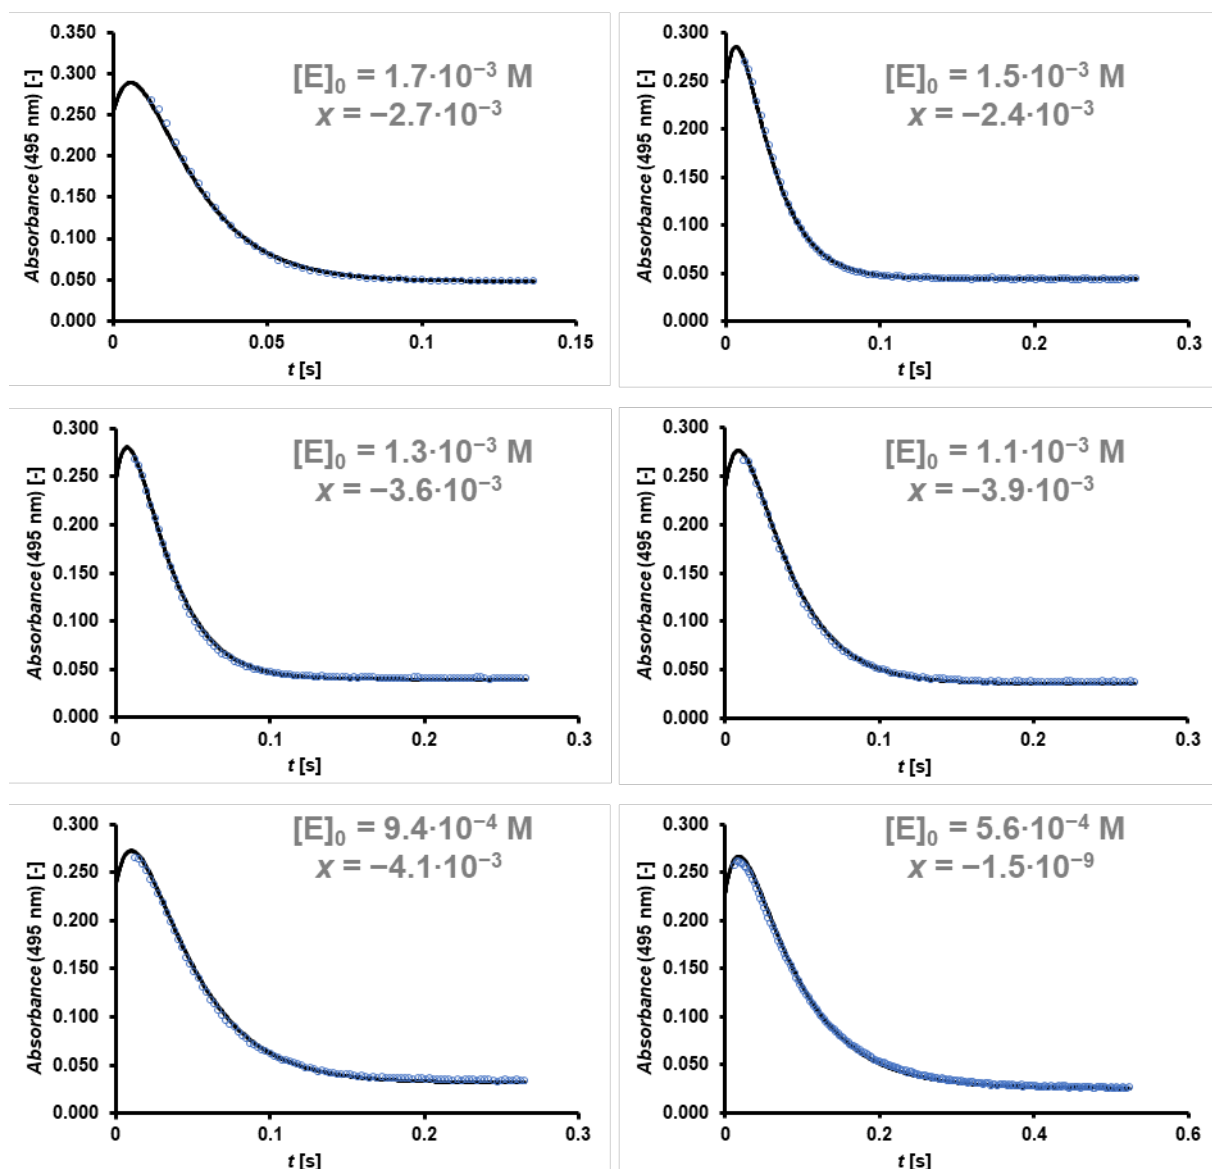 0.350
0.300
0.250
0.200
0.150
0.100
0.050
0.000
Absorbance (495 nm) [-]
[E]₀ = 1.7·10⁻³ M
x = −2.7·10⁻³
0 0.05 0.1 0.15
t [s]
0.300
0.250
0.200
0.150
0.100
0.050
0.000
Absorbance (495 nm) [-]
[E]₀ = 1.5·10⁻³ M
x = −2.4·10⁻³
0 0.1 0.2 0.3
t [s]
0.300
0.250
0.200
0.150
0.100
0.050
0.000
Absorbance (495 nm) [-]
[E]₀ = 1.3·10⁻³ M
x = −3.6·10⁻³
0 0.1 0.2 0.3
t [s]
0.300
0.250
0.200
0.150
0.100
0.050
0.000
Absorbance (495 nm) [-]
[E]₀ = 1.1·10⁻³ M
x = −3.9·10⁻³
0 0.1 0.2 0.3
t [s]
0.300
0.250
0.200
0.150
0.100
0.050
0.000
Absorbance (495 nm) [-]
[E]₀ = 9.4·10⁻⁴ M
x = −4.1·10⁻³
0 0.1 0.2 0.3
t [s]
0.300
0.250
0.200
0.150
0.100
0.050
0.000
Absorbance (495 nm) [-]
[E]₀ = 5.6·10⁻⁴ M
x = −1.5·10⁻⁹
0 0.2 0.4 0.6
t [s]